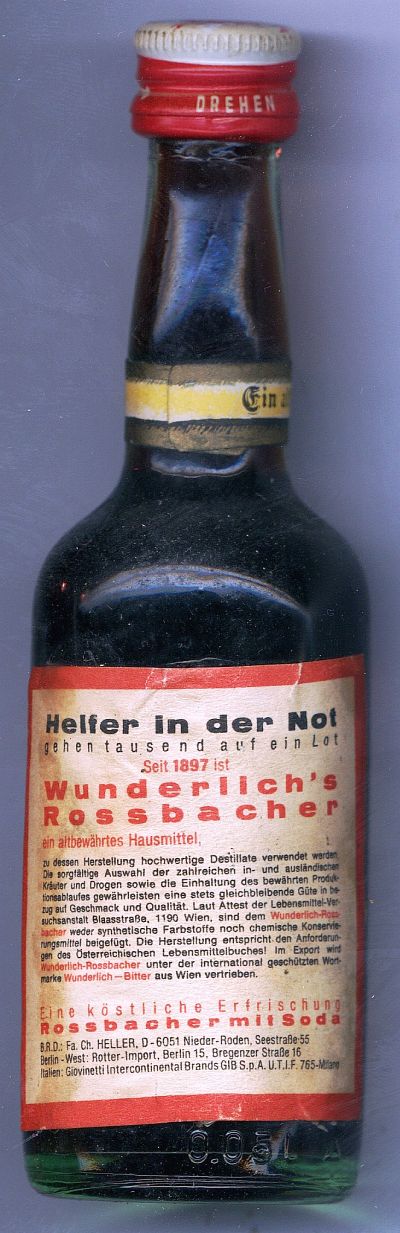 DREHEN
Ein a
Helfer in der Not
gehen tausend auf ein Lot
Seit 1897 ist
Wunderlich's
Rossbacher
ein altbewährtes Hausmittel,
zu dessen Herstellung hochwertige Destillate verwendet werden.
Die sorgfältige Auswahl der zahlreichen in- und ausländischen
Kräuter und Drogen sowie die Einhaltung des bewährten Produk-
tionsablaufes gewährleisten eine stets gleichbleibende Güte in be-
zug auf Geschmack und Qualität. Laut Attest der Lebensmittel-Ver-
suchsanstalt Blaasstraße, 1190 Wien, sind dem Wunderlich-Ross-
bacher weder synthetische Farbstoffe noch chemische Konservie-
rungsmittel beigefügt. Die Herstellung entspricht den Anforderun-
gen des Österreichischen Lebensmittelbuches! Im Export wird
Wunderlich-Rossbacher unter der international geschützten Wort-
marke Wunderlich-Bitter aus Wien vertrieben.
Eine köstliche Erfrischung
Rossbacher mit Soda
B.R.D.: Fa. Ch. HELLER, D-6051 Nieder-Roden, Seestraße 55
Berlin-West: Rotter-Import, Berlin 15, Bregenzer Straße 16
Italien: Giovinetti Intercontinental Brands GIB S.p.A. U.T.I.F. 765-Milano
0.05L